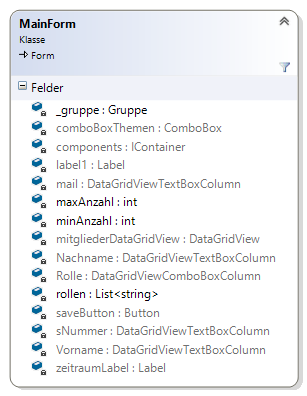 MainForm
Klasse
Form
Felder
_gruppe : Gruppe
comboBoxThemen : ComboBox
components : IContainer
label1 : Label
mail : DataGridViewTextBoxColumn
maxAnzahl : int
minAnzahl : int
mitgliederDataGridView : DataGridView
Nachname : DataGridViewTextBoxColumn
Rolle : DataGridViewComboBoxColumn
rollen : List<string>
saveButton : Button
sNummer : DataGridViewTextBoxColumn
Vorname : DataGridViewTextBoxColumn
zeitraumLabel : Label